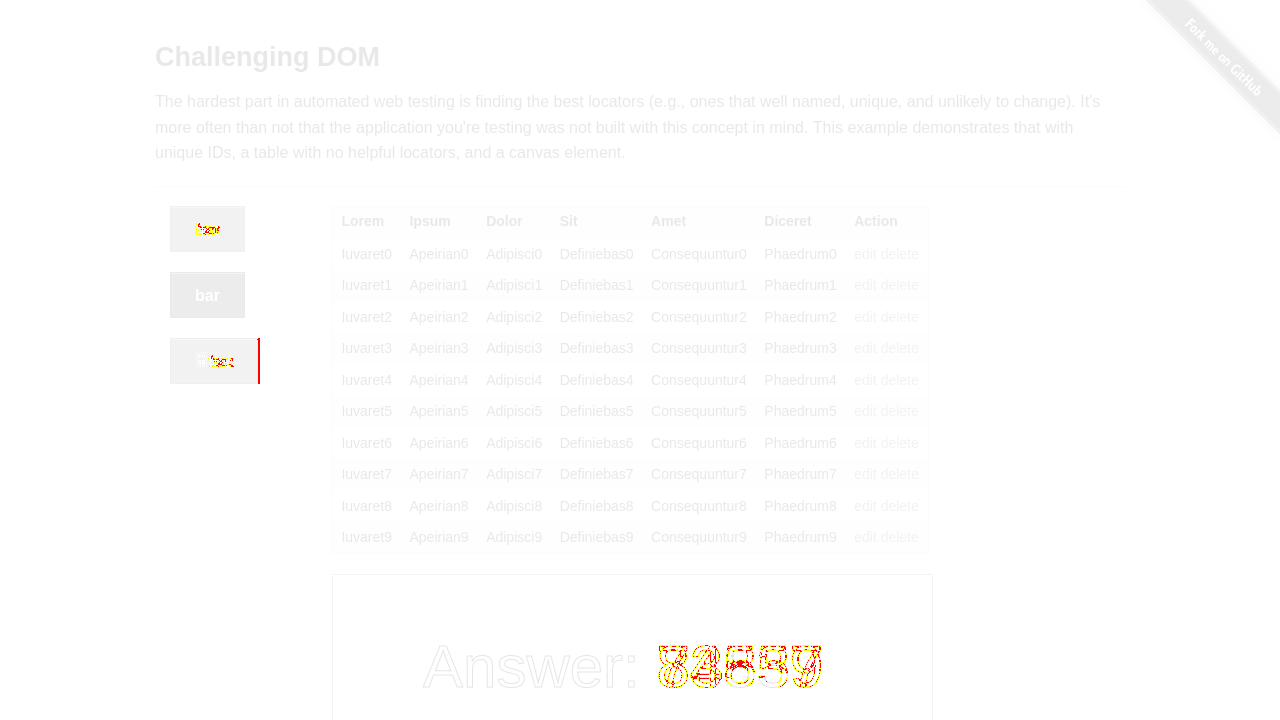 Fork me on GitHub
Challenging DOM
The hardest part in automated web testing is finding the best locators (e.g., ones that well named, unique, and unlikely to change). It's
more often than not that the application you're testing was not built with this concept in mind. This example demonstrates that with
unique IDs, a table with no helpful locators, and a canvas element.
bar
Lorem Ipsum Dolor Sit Amet Diceret Action
Iuvaret0 Apeirian0 Adipisci0 Definiebas0 Consequuntur0 Phaedrum0 edit delete
Iuvaret1 Apeirian1 Adipisci1 Definiebas1 Consequuntur1 Phaedrum1 edit delete
Iuvaret2 Apeirian2 Adipisci2 Definiebas2 Consequuntur2 Phaedrum2 edit delete
Iuvaret3 Apeirian3 Adipisci3 Definiebas3 Consequuntur3 Phaedrum3 edit delete
Iuvaret4 Apeirian4 Adipisci4 Definiebas4 Consequuntur4 Phaedrum4 edit delete
Iuvaret5 Apeirian5 Adipisci5 Definiebas5 Consequuntur5 Phaedrum5 edit delete
Iuvaret6 Apeirian6 Adipisci6 Definiebas6 Consequuntur6 Phaedrum6 edit delete
Iuvaret7 Apeirian7 Adipisci7 Definiebas7 Consequuntur7 Phaedrum7 edit delete
Iuvaret8 Apeirian8 Adipisci8 Definiebas8 Consequuntur8 Phaedrum8 edit delete
Iuvaret9 Apeirian9 Adipisci9 Definiebas9 Consequuntur9 Phaedrum9 edit delete
Answer: